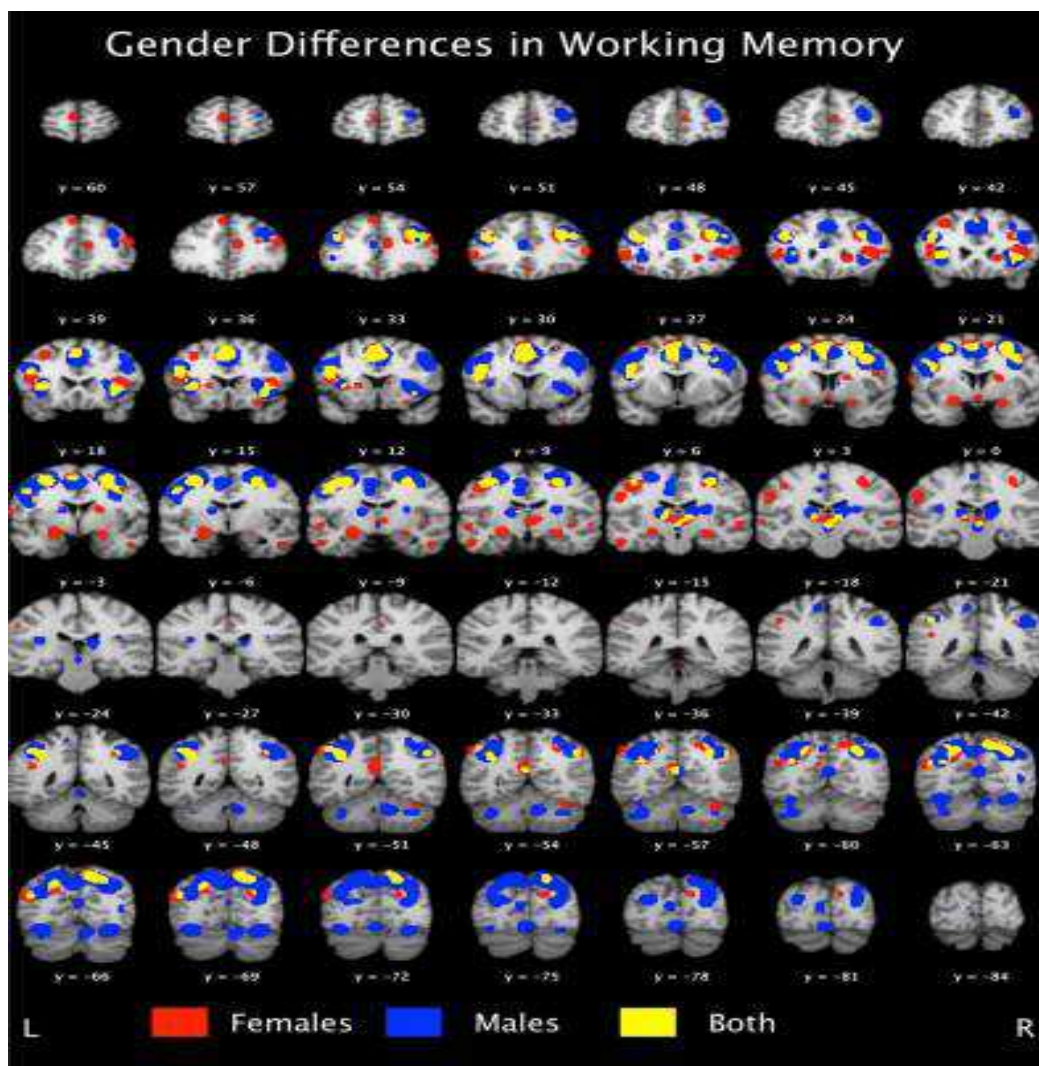 Gender Differences in Working Memory
y = 60 y = 57 y = 54 y = 51 y = 48 y = 45 y = 42
y = 39 y = 36 y = 33 y = 30 y = 27 y = 24 y = 21
y = 18 y = 15 y = 12 y = 9 y = 6 y = 3 y = 0
y = -3 y = -6 y = -9 y = -12 y = -15 y = -18 y = -21
y = -24 y = -27 y = -30 y = -33 y = -36 y = -39 y = -42
y = -45 y = -48 y = -51 y = -54 y = -57 y = -60 y = -63
y = -66 y = -69 y = -72 y = -75 y = -78 y = -81 y = -84
L Females Males Both R